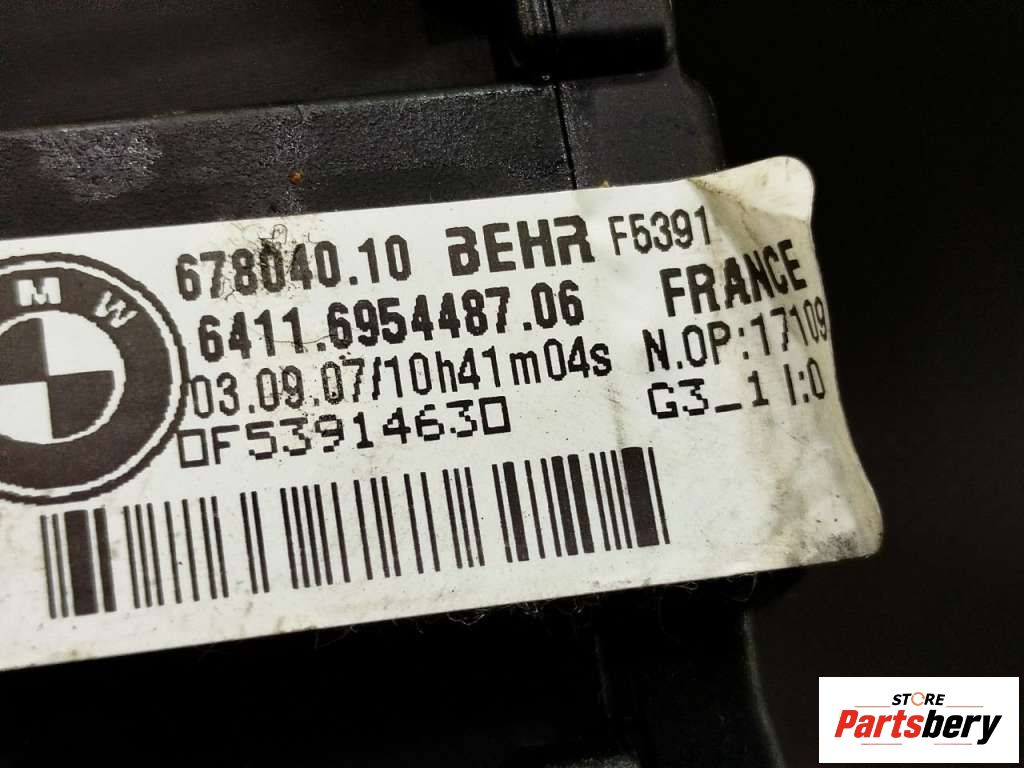 BMW
678040.10 BEHR F5391
6411.6954487.06 FRANCE
03.09.07/10h41m04s N.OP:17109
F53914630 G3_1 I:0
STORE
Partsbery